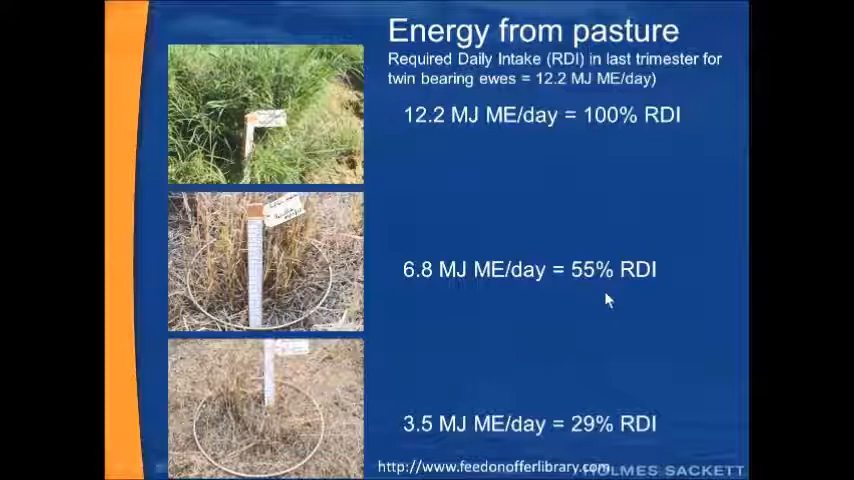 Energy from pasture
Required Daily Intake (RDI) in last trimester for
twin bearing ewes = 12.2 MJ ME/day)
12.2 MJ ME/day = 100% RDI
6.8 MJ ME/day = 55% RDI
3.5 MJ ME/day = 29% RDI
http://www.feedonofferlibrary.com
HOLMES SACKETT